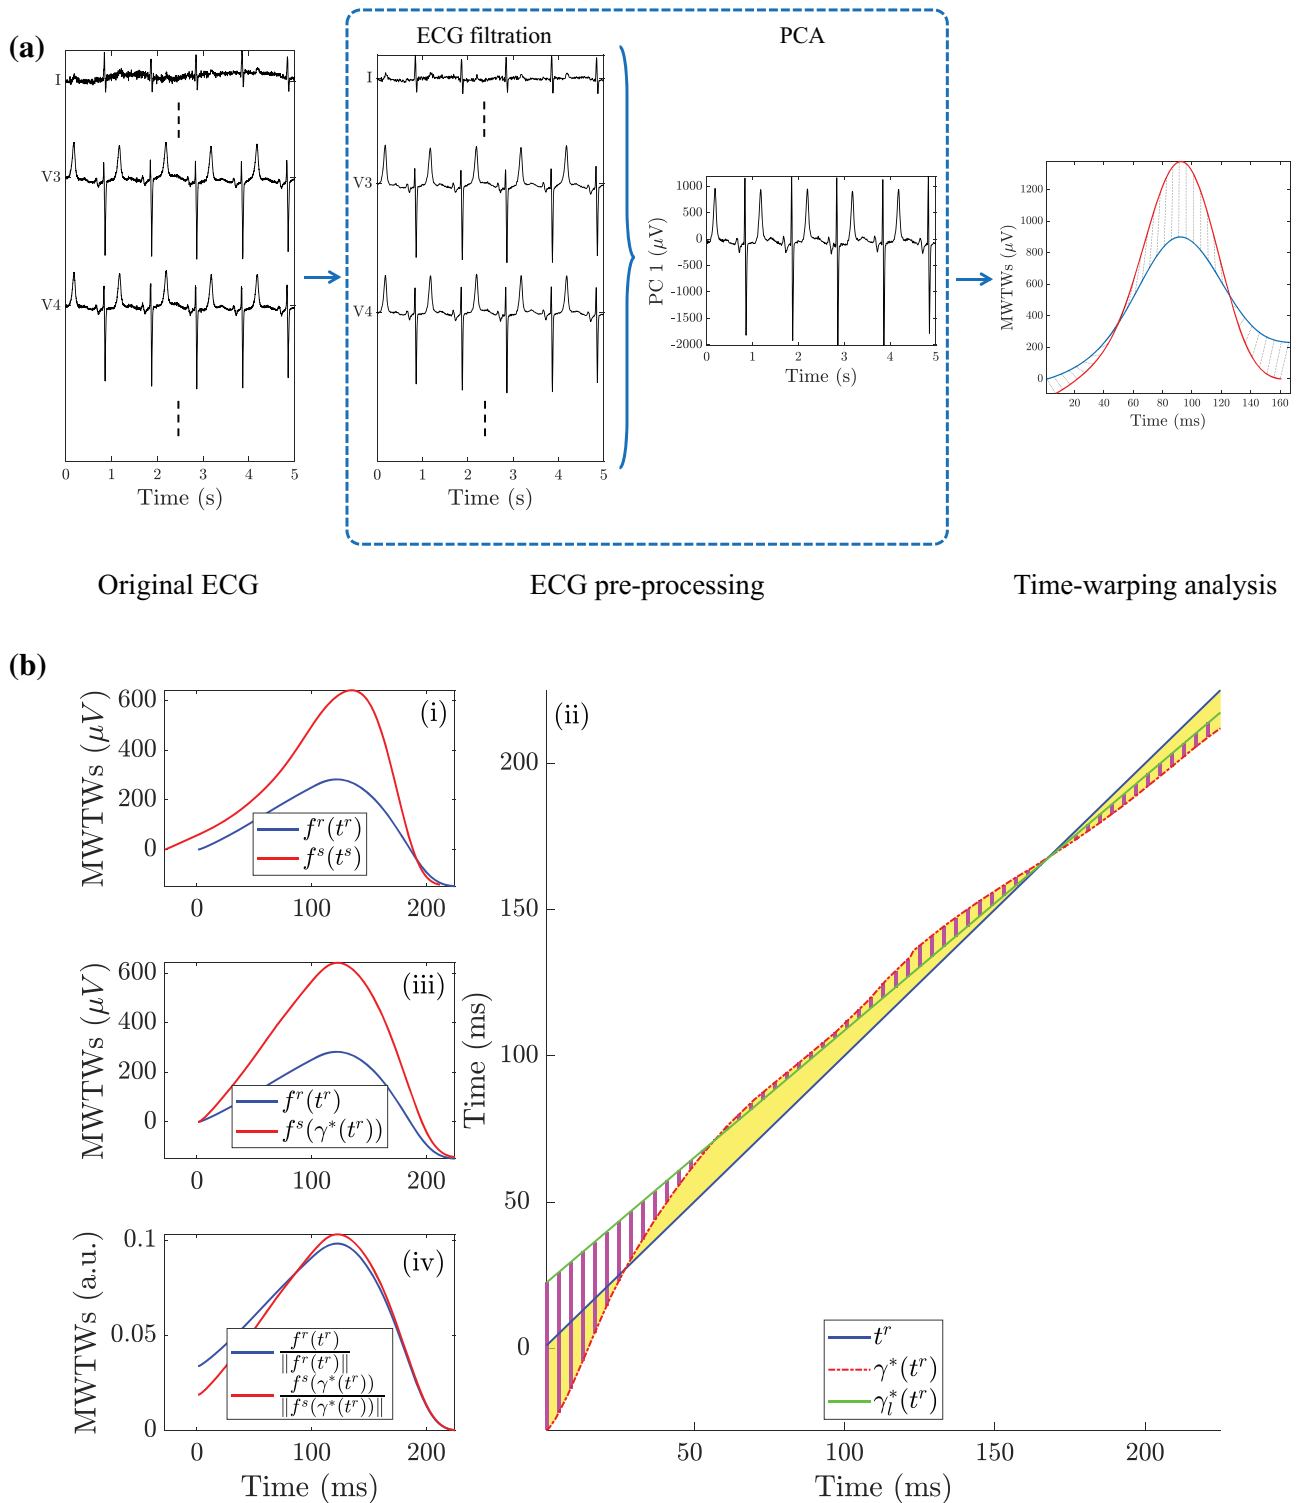 (a)
ECG filtration
PCA
I
V3
V4
0 1 2 3 4 5
Time (s)
I
V3
V4
0 1 2 3 4 5
Time (s)
1000
500
0
-500
-1000
-1500
-2000
PC 1 (μV)
0 1 2 3 4 5
Time (s)
1200
1000
800
600
400
200
0
MWTWs (μV)
20 40 60 80 100 120 140 160
Time (ms)
Original ECG
ECG pre-processing
Time-warping analysis
(b)
(i)
600
400
200
0
MWTWs (μV)
f^r(t^r)
f^s(t^s)
0 100 200
(iii)
600
400
200
0
MWTWs (μV)
f^r(t^r)
f^s(γ*(t^r))
0 100 200
(iv)
0.1
0.05
0
MWTWs (a.u.)
f^r(t^r)
‖f^r(t^r)‖
f^s(γ*(t^r))
‖f^s(γ*(t^r))‖
0 100 200
Time (ms)
(ii)
200
150
100
50
0
Time (ms)
t^r
γ*(t^r)
γ_l*(t^r)
50 100 150 200
Time (ms)